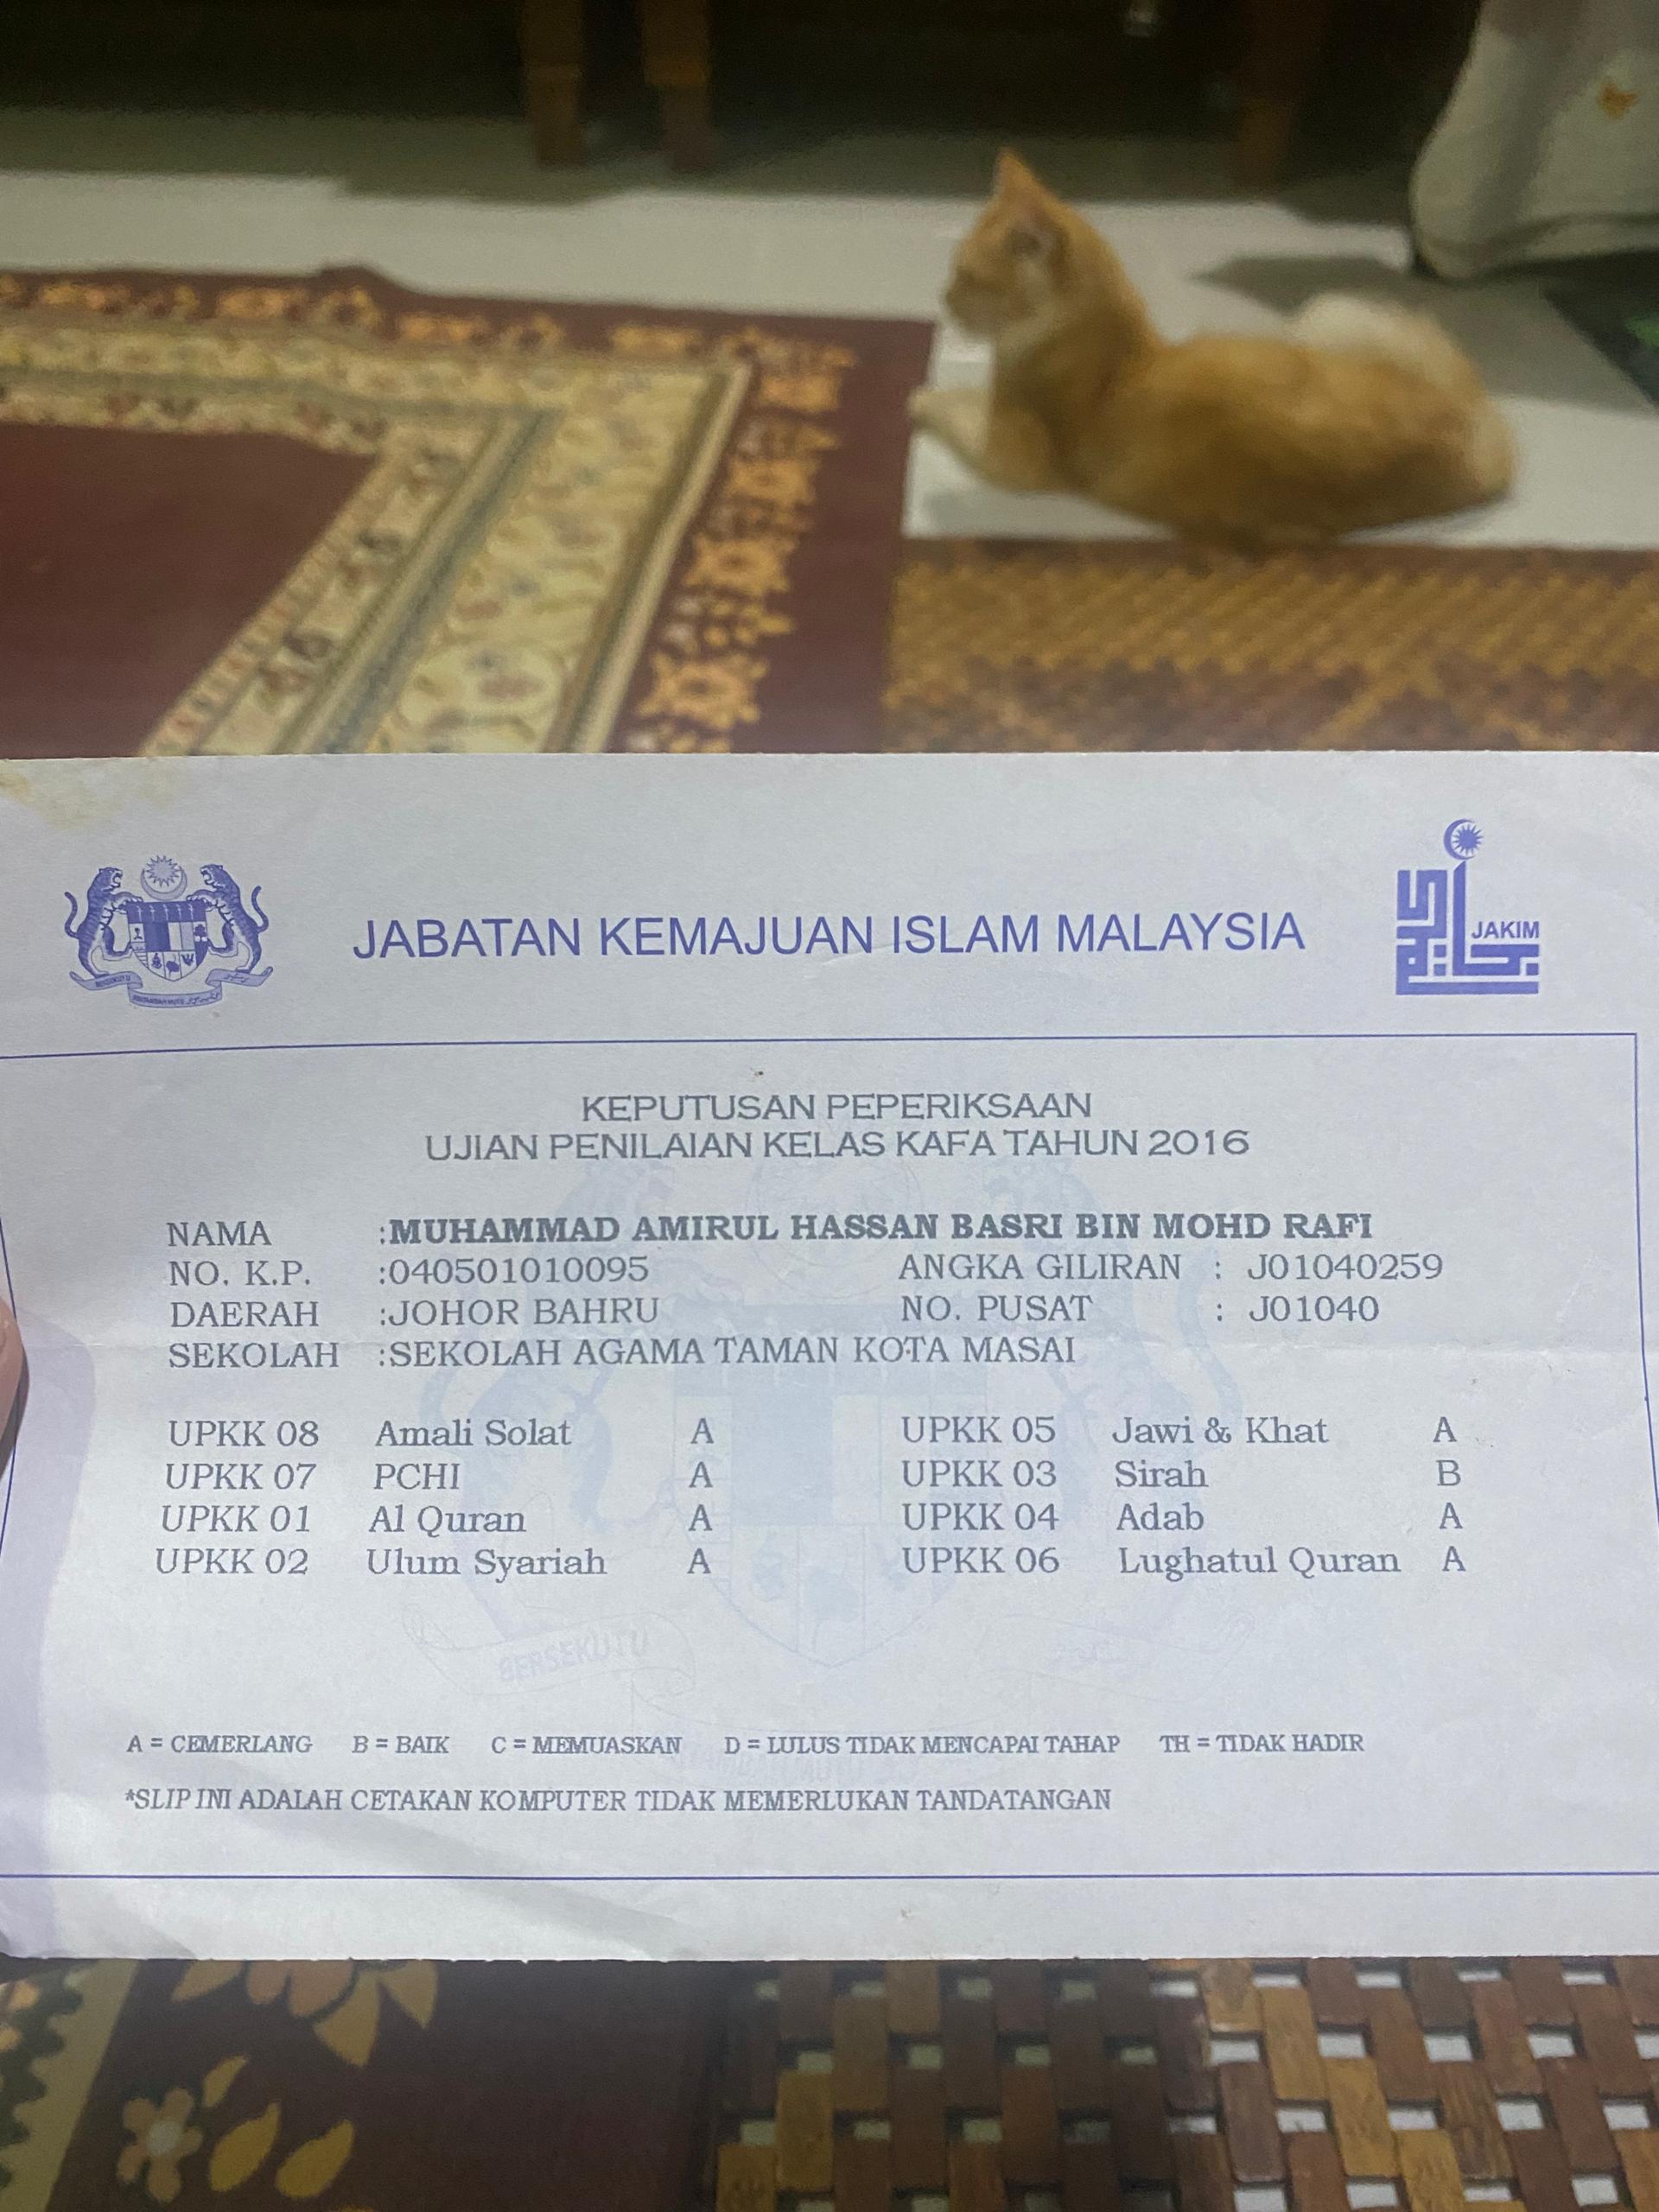 JABATAN KEMAJUAN ISLAM MALAYSIA
JAKIM
KEPUTUSAN PEPERIKSAAN
UJIAN PENILAIAN KELAS KAFA TAHUN 2016
NAMA :MUHAMMAD AMIRUL HASSAN BASRI BIN MOHD RAFI
NO. K.P. :040501010095 ANGKA GILIRAN : J01040259
DAERAH :JOHOR BAHRU NO. PUSAT : J01040
SEKOLAH :SEKOLAH AGAMA TAMAN KOTA MASAI
UPKK 08 Amali Solat A UPKK 05 Jawi & Khat A
UPKK 07 PCHI A UPKK 03 Sirah B
UPKK 01 Al Quran A UPKK 04 Adab A
UPKK 02 Ulum Syariah A UPKK 06 Lughatul Quran A
BERSEKUTU
A = CEMERLANG B = BAIK C = MEMUASKAN D = LULUS TIDAK MENCAPAI TAHAP TH = TIDAK HADIR
*SLIP INI ADALAH CETAKAN KOMPUTER TIDAK MEMERLUKAN TANDATANGAN